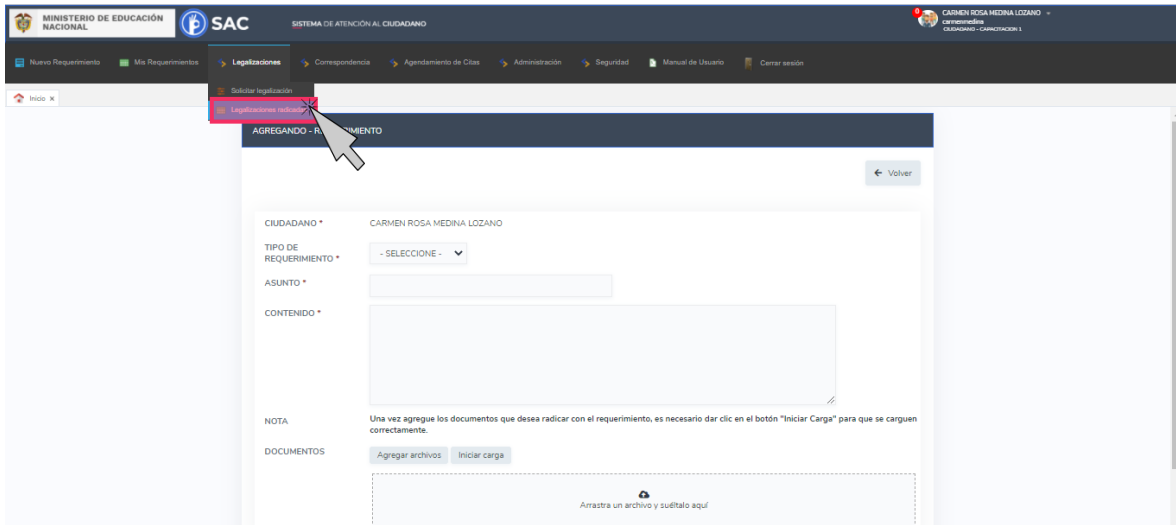 MINISTERIO DE EDUCACIÓN
NACIONAL
SAC
SISTEMA DE ATENCIÓN AL CIUDADANO
0
CARMEN ROSA MEDINA LOZANO
carmenmedina
CIUDADANO - CAPACITACION 1
Nuevo Requerimiento
Mis Requerimientos
Legalizaciones
Correspondencia
Agendamiento de Citas
Administración
Seguridad
Manual de Usuario
Cerrar sesión
Solicitar legalización
Inicio x
Legalizaciones
AGREGANDO -
Volver
CIUDADANO *
CARMEN ROSA MEDINA LOZANO
TIPO DE
REQUERIMIENTO *
- SELECCIONE -
ASUNTO *
CONTENIDO *
NOTA
Una vez agregue los documentos que desea radicar con el requerimiento, es necesario dar clic en el botón "Iniciar Carga" para que se carguen
correctamente.
DOCUMENTOS
Agregar archivos
Iniciar carga
Arrastra un archivo y suéltalo aquí